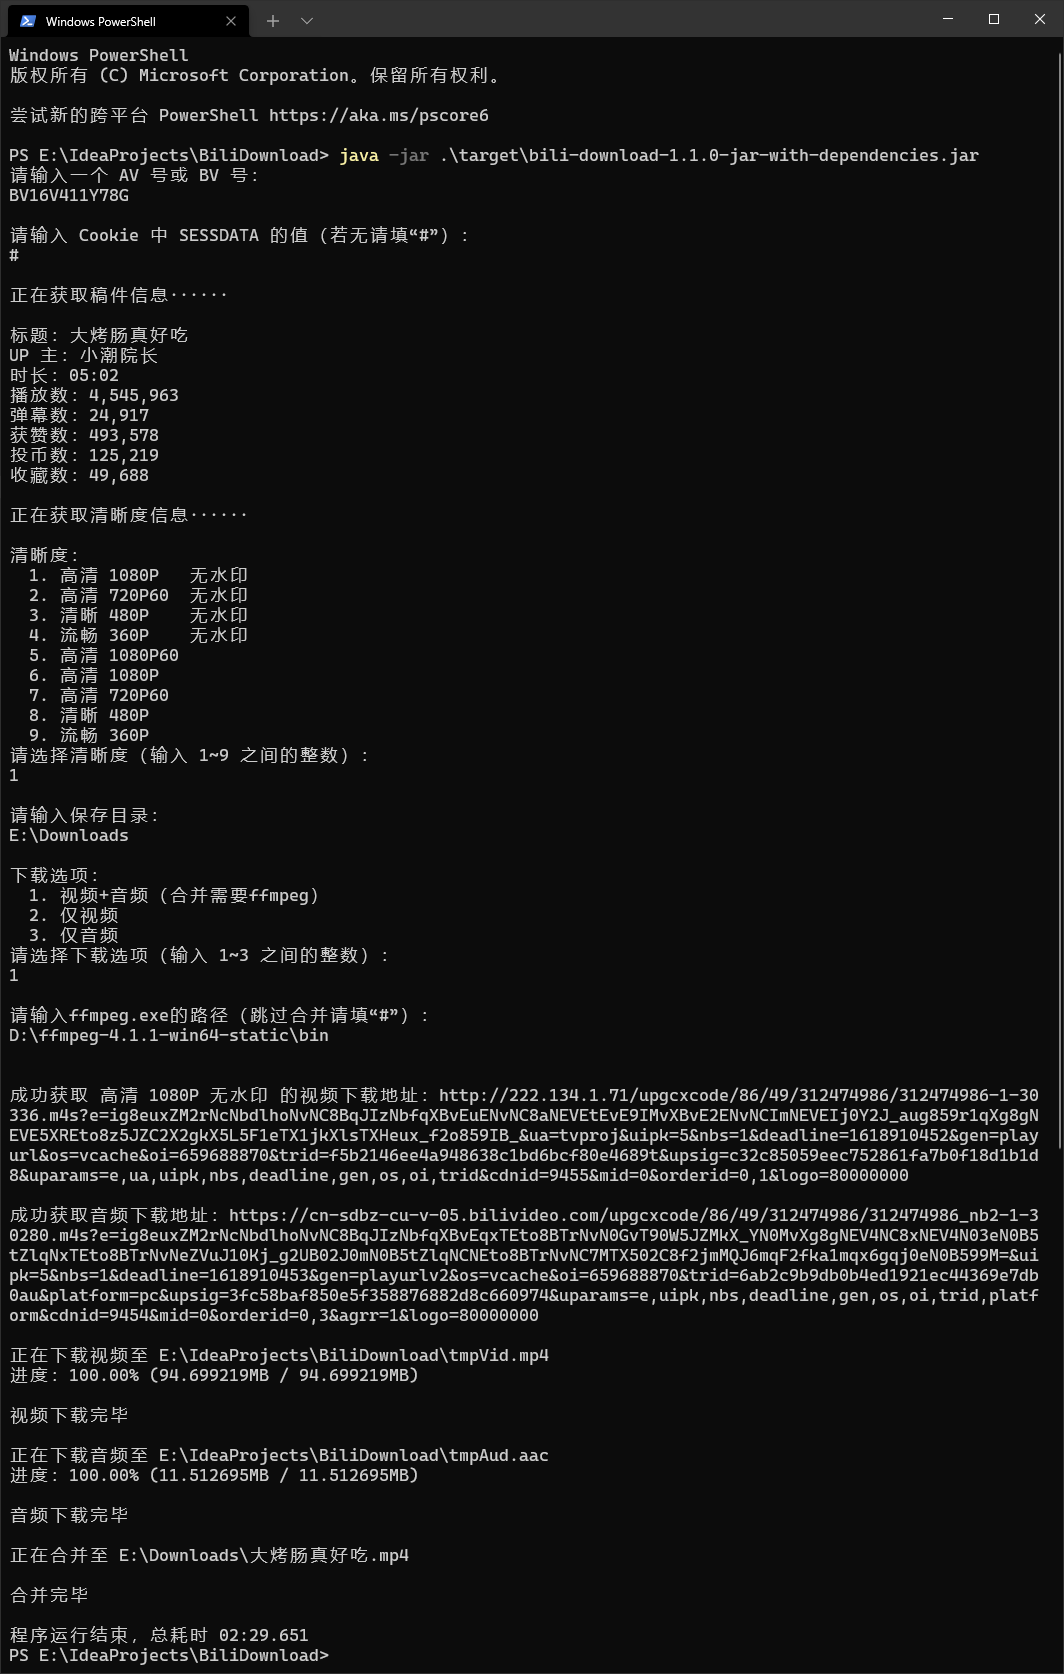 Windows PowerShell
Windows PowerShell
版权所有 (C) Microsoft Corporation。保留所有权利。
尝试新的跨平台 PowerShell https://aka.ms/pscore6
PS E:\IdeaProjects\BiliDownload> java -jar .\target\bili-download-1.1.0-jar-with-dependencies.jar
请输入一个 AV 号或 BV 号：
BV16V411Y78G
请输入 Cookie 中 SESSDATA 的值（若无请填“#”）：
#
正在获取稿件信息······
标题：大烤肠真好吃
UP 主：小潮院长
时长：05:02
播放数：4,545,963
弹幕数：24,917
获赞数：493,578
投币数：125,219
收藏数：49,688
正在获取清晰度信息······
清晰度：
1. 高清 1080P 无水印
2. 高清 720P60 无水印
3. 清晰 480P 无水印
4. 流畅 360P 无水印
5. 高清 1080P60
6. 高清 1080P
7. 高清 720P60
8. 清晰 480P
9. 流畅 360P
请选择清晰度（输入 1~9 之间的整数）：
1
请输入保存目录：
E:\Downloads
下载选项：
1. 视频+音频（合并需要ffmpeg）
2. 仅视频
3. 仅音频
请选择下载选项（输入 1~3 之间的整数）：
1
请输入ffmpeg.exe的路径（跳过合并请填“#”）：
D:\ffmpeg-4.1.1-win64-static\bin
成功获取 高清 1080P 无水印 的视频下载地址：http://222.134.1.71/upgcxcode/86/49/312474986/312474986-1-30
336.m4s?e=ig8euxZM2rNcNbdlhoNvNC8BqJIzNbfqXBvEuENvNC8aNEVEtEvE9IMvXBvE2ENvNCImNEVEIj0Y2J_aug859r1qXg8gN
EVE5XREto8z5JZC2X2gkX5L5F1eTX1jkXlsTXHeux_f2o859IB_&ua=tvproj&uipk=5&nbs=1&deadline=1618910452&gen=play
url&os=vcache&oi=659688870&trid=f5b2146ee4a948638c1bd6bcf80e4689t&upsig=c32c85059eec752861fa7b0f18d1b1d
8&uparams=e,ua,uipk,nbs,deadline,gen,os,oi,trid&cdnid=9455&mid=0&orderid=0,1&logo=80000000
成功获取音频下载地址：https://cn-sdbz-cu-v-05.bilivideo.com/upgcxcode/86/49/312474986/312474986_nb2-1-3
0280.m4s?e=ig8euxZM2rNcNbdlhoNvNC8BqJIzNbfqXBvEqxTEto8BTrNvN0GvT90W5JZMkX_YN0MvXg8gNEV4NC8xNEV4N03eN0B5
tZlqNxTEto8BTrNvNeZVuJ10Kj_g2UB02J0mN0B5tZlqNCNEto8BTrNvNC7MTX502C8f2jmMQJ6mqF2fka1mqx6gqj0eN0B599M=&ui
pk=5&nbs=1&deadline=1618910453&gen=playurlv2&os=vcache&oi=659688870&trid=6ab2c9b9db0b4ed1921ec44369e7db
0au&platform=pc&upsig=3fc58baf850e5f358876882d8c660974&uparams=e,uipk,nbs,deadline,gen,os,oi,trid,platf
orm&cdnid=9454&mid=0&orderid=0,3&agrr=1&logo=80000000
正在下载视频至 E:\IdeaProjects\BiliDownload\tmpVid.mp4
进度：100.00% (94.699219MB / 94.699219MB)
视频下载完毕
正在下载音频至 E:\IdeaProjects\BiliDownload\tmpAud.aac
进度：100.00% (11.512695MB / 11.512695MB)
音频下载完毕
正在合并至 E:\Downloads\大烤肠真好吃.mp4
合并完毕
程序运行结束，总耗时 02:29.651
PS E:\IdeaProjects\BiliDownload>